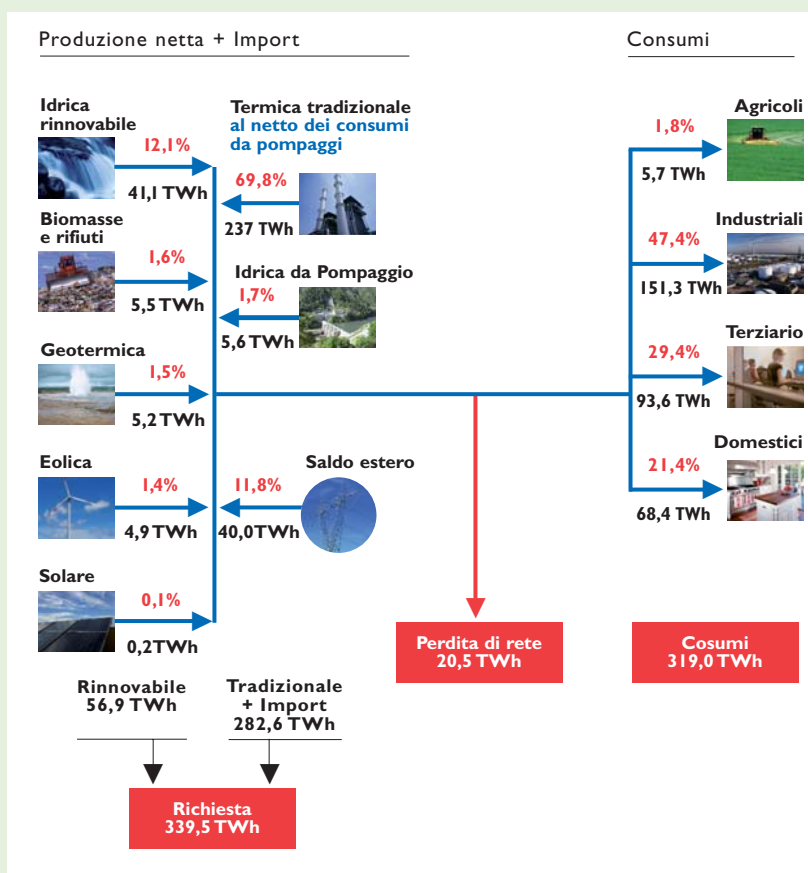 Produzione netta + Import
Consumi
Idrica
rinnovabile
12,1%
41,1 TWh
Termica tradizionale
al netto dei consumi
da pompaggi
69,8%
237 TWh
Biomasse
e rifiuti
1,6%
5,5 TWh
Idrica da Pompaggio
1,7%
5,6 TWh
Geotermica
1,5%
5,2 TWh
Eolica
1,4%
4,9 TWh
Saldo estero
11,8%
40,0TWh
Solare
0,1%
0,2TWh
Agricoli
1,8%
5,7 TWh
Industriali
47,4%
151,3 TWh
Terziario
29,4%
93,6 TWh
Domestici
21,4%
68,4 TWh
Perdita di rete
20,5 TWh
Cosumi
319,0 TWh
Rinnovabile
56,9 TWh
Tradizionale
+ Import
282,6 TWh
Richiesta
339,5 TWh